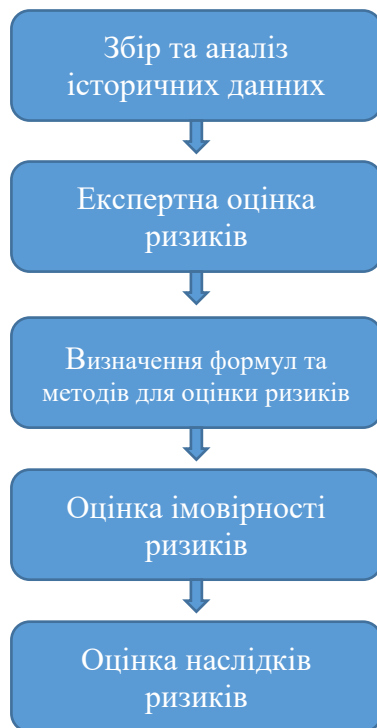 Збір та аналіз
історичних данних
Експертна оцінка
ризиків
Визначення формул та
методів для оцінки ризиків
Оцінка імовірності
ризиків
Оцінка наслідків
ризиків